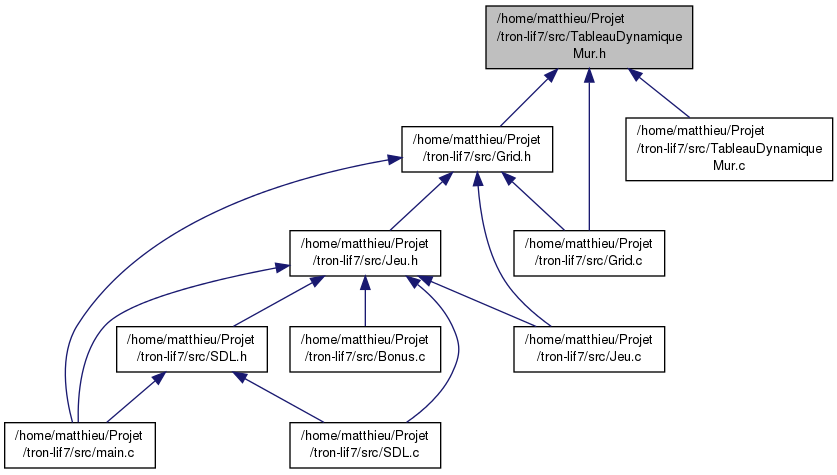 /home/matthieu/Projet
/tron-lif7/src/TableauDynamique
Mur.h
/home/matthieu/Projet
/tron-lif7/src/Grid.h
/home/matthieu/Projet
/tron-lif7/src/TableauDynamique
Mur.c
/home/matthieu/Projet
/tron-lif7/src/Jeu.h
/home/matthieu/Projet
/tron-lif7/src/Grid.c
/home/matthieu/Projet
/tron-lif7/src/SDL.h
/home/matthieu/Projet
/tron-lif7/src/Bonus.c
/home/matthieu/Projet
/tron-lif7/src/Jeu.c
/home/matthieu/Projet
/tron-lif7/src/main.c
/home/matthieu/Projet
/tron-lif7/src/SDL.c